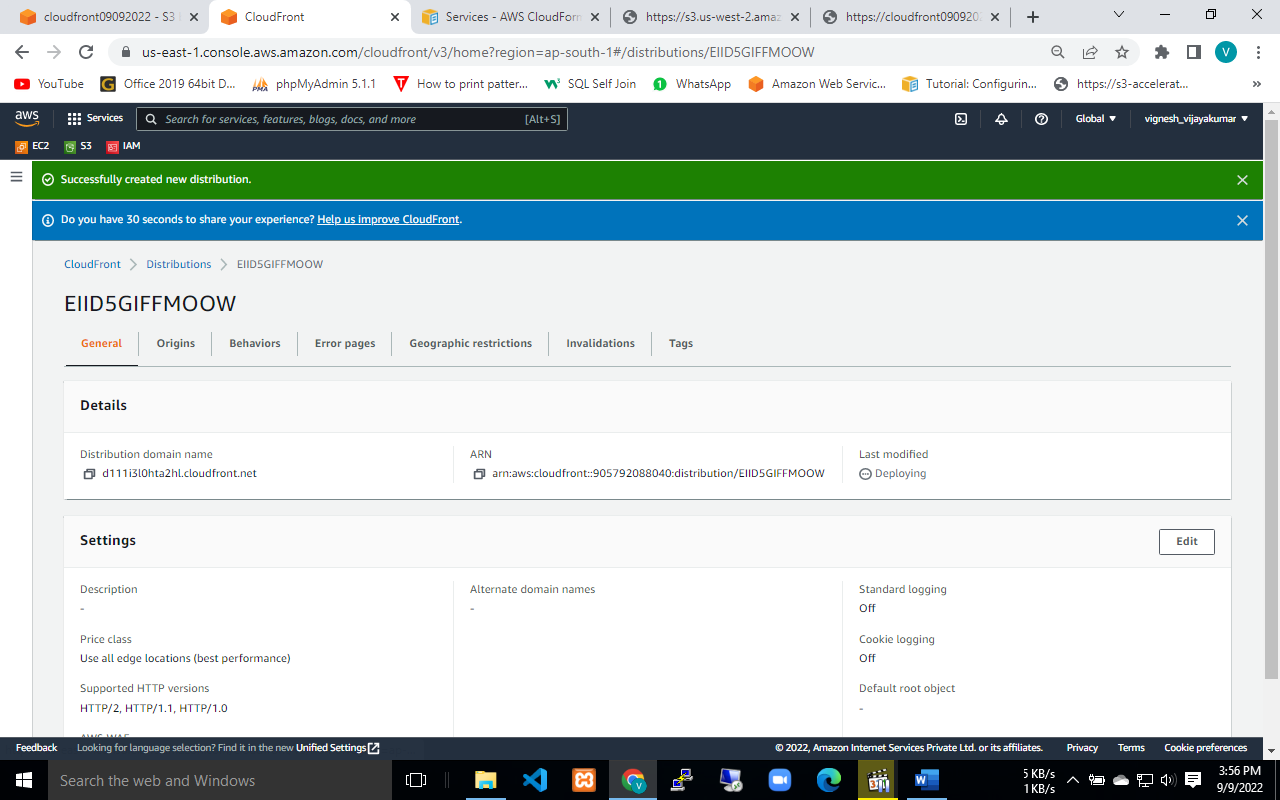 cloudfront09092022 - S3
CloudFront
Services - AWS CloudForm
https://s3.us-west-2.amaz
https://cloudfront090920
us-east-1.console.aws.amazon.com/cloudfront/v3/home?region=ap-south-1#/distributions/EIID5GIFFMOOW
V
YouTube
Office 2019 64bit D...
phpMyAdmin 5.1.1
How to print patter...
SQL Self Join
1
WhatsApp
Amazon Web Servic...
Tutorial: Configurin...
https://s3-accelerat...
»
aws
Services
Search for services, features, blogs, docs, and more
[Alt+S]
Global
vignesh_vijayakumar
EC2
S3
IAM
Successfully created new distribution.
Do you have 30 seconds to share your experience? Help us improve CloudFront.
CloudFront
Distributions
EIID5GIFFMOOW
EIID5GIFFMOOW
General
Origins
Behaviors
Error pages
Geographic restrictions
Invalidations
Tags
Details
Distribution domain name
d111i3l0hta2hl.cloudfront.net
ARN
arn:aws:cloudfront::905792088040:distribution/EIID5GIFFMOOW
Last modified
Deploying
Settings
Edit
Description
-
Price class
Use all edge locations (best performance)
Supported HTTP versions
HTTP/2, HTTP/1.1, HTTP/1.0
AWS WAF
Alternate domain names
-
Standard logging
Off
Cookie logging
Off
Default root object
-
Feedback
Looking for language selection? Find it in the new Unified Settings
© 2022, Amazon Internet Services Private Ltd. or its affiliates.
Privacy
Terms
Cookie preferences
Search the web and Windows
5 KB/s
1 KB/s
3:56 PM
9/9/2022